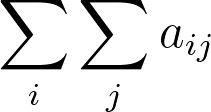 ∑_i ∑_j a_{ij}